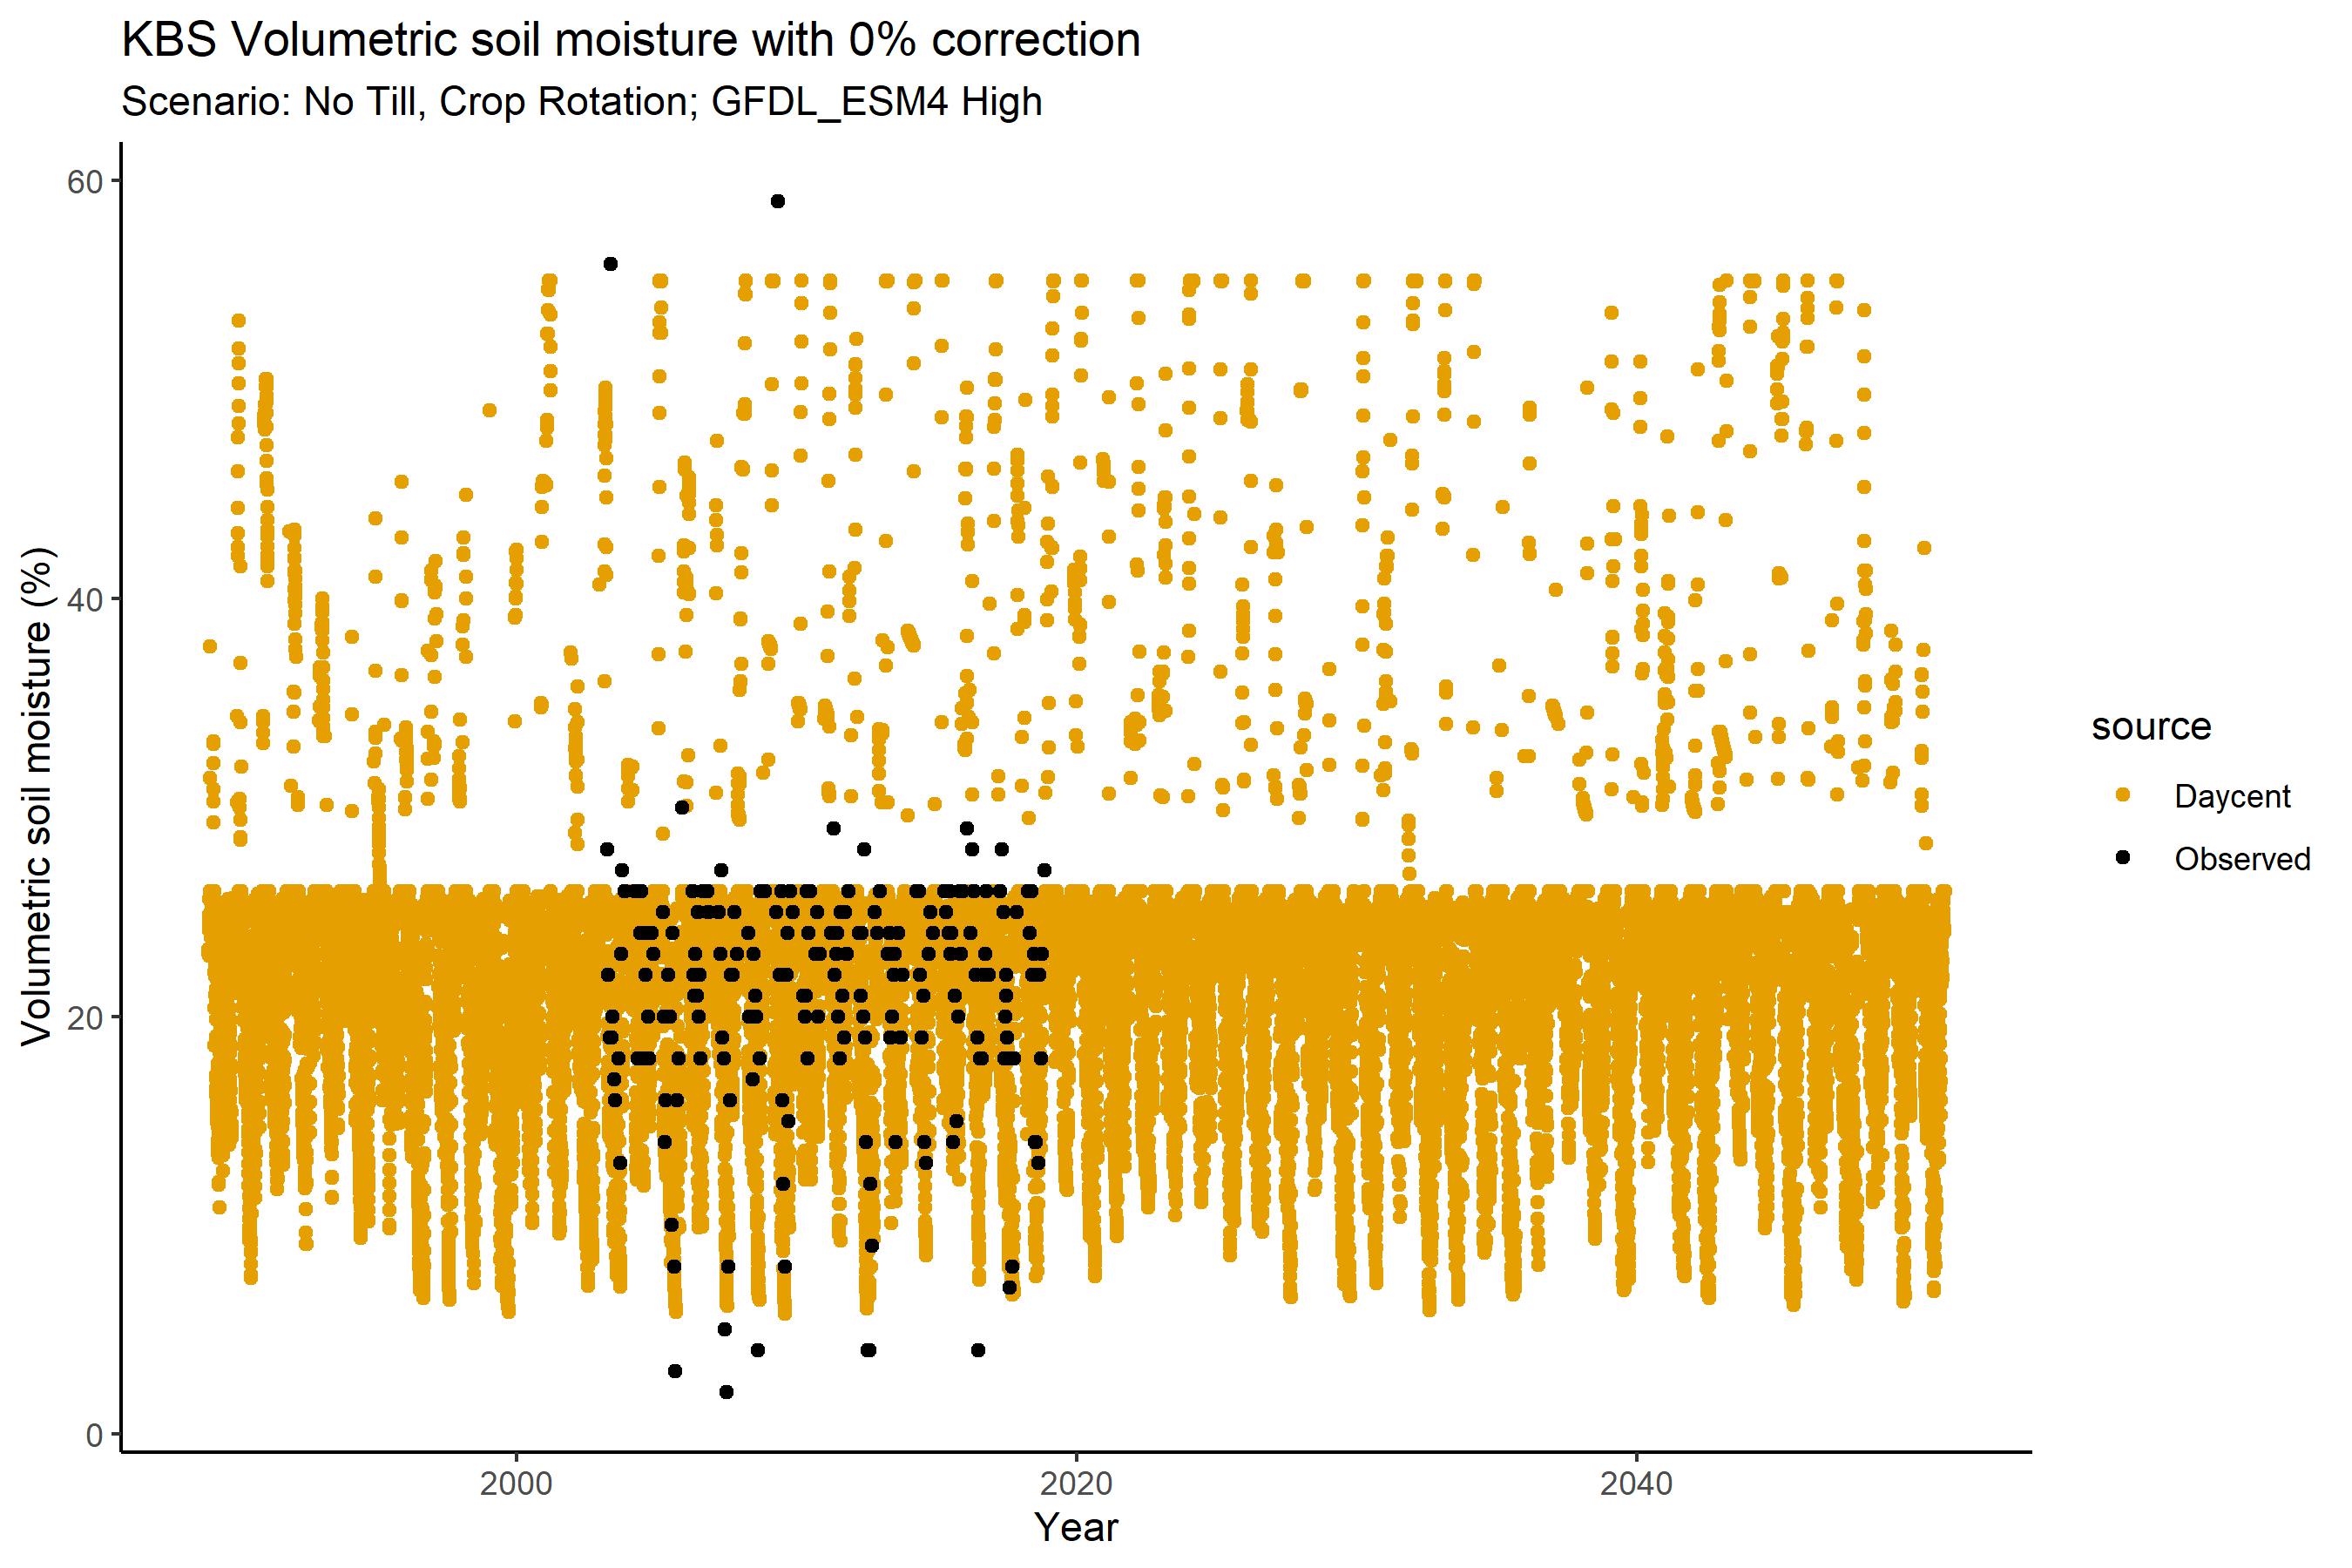 KBS Volumetric soil moisture with 0% correction
Scenario: No Till, Crop Rotation; GFDL_ESM4 High
60
40
20
0
Volumetric soil moisture (%)
2000
2020
2040
Year
source
Daycent
Observed